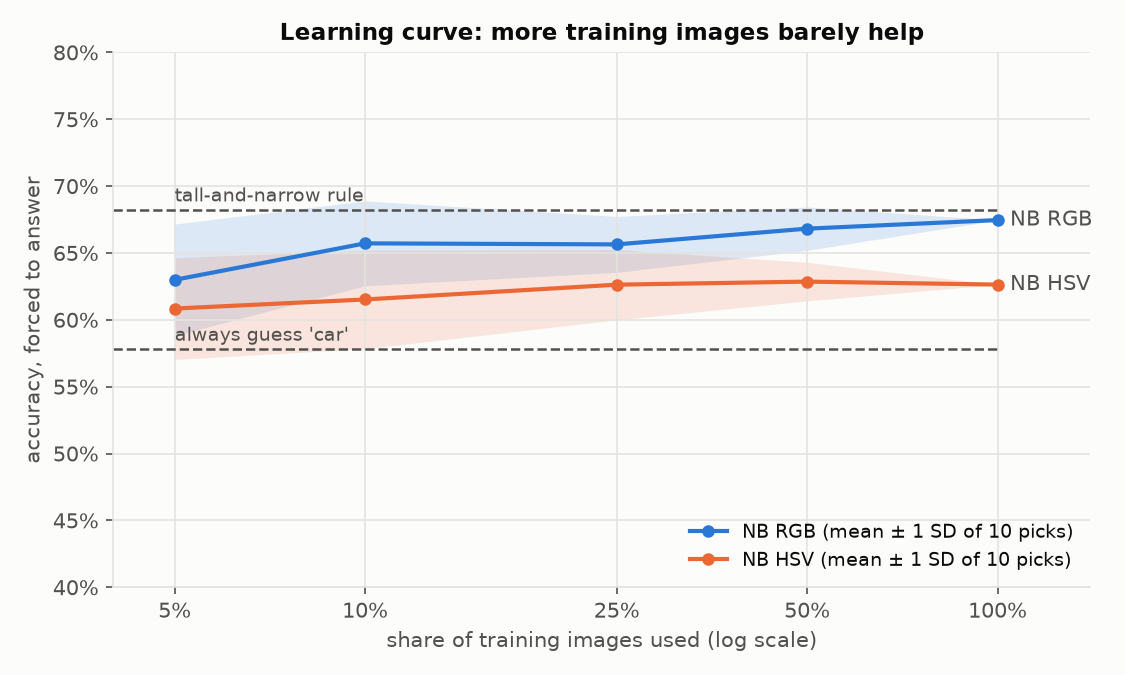 Learning curve: more training images barely help
80%
75%
70%
65%
60%
55%
50%
45%
40%
accuracy, forced to answer
tall-and-narrow rule
always guess 'car'
NB RGB
NB HSV
NB RGB (mean ± 1 SD of 10 picks)
NB HSV (mean ± 1 SD of 10 picks)
5% 10% 25% 50% 100%
share of training images used (log scale)